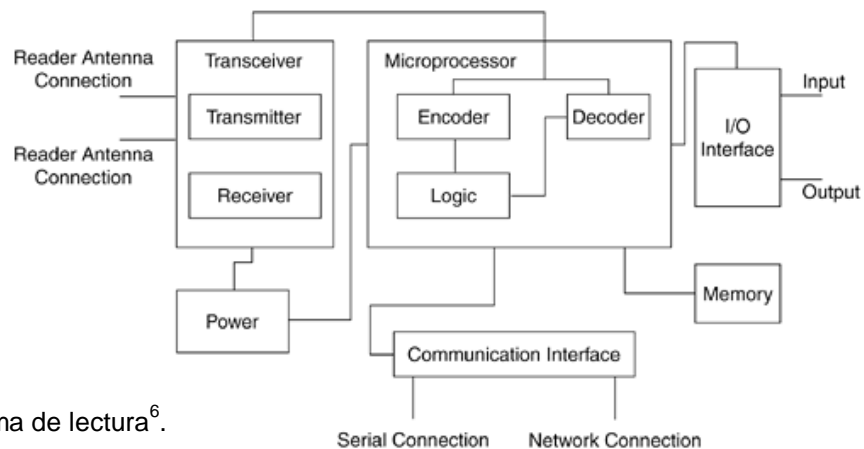 Reader Antenna
Connection
Reader Antenna
Connection
Transceiver
Transmitter
Receiver
Power
Microprocessor
Encoder
Decoder
Logic
I/O
Interface
Input
Output
Memory
Communication Interface
Serial Connection
Network Connection
de lectura⁶.